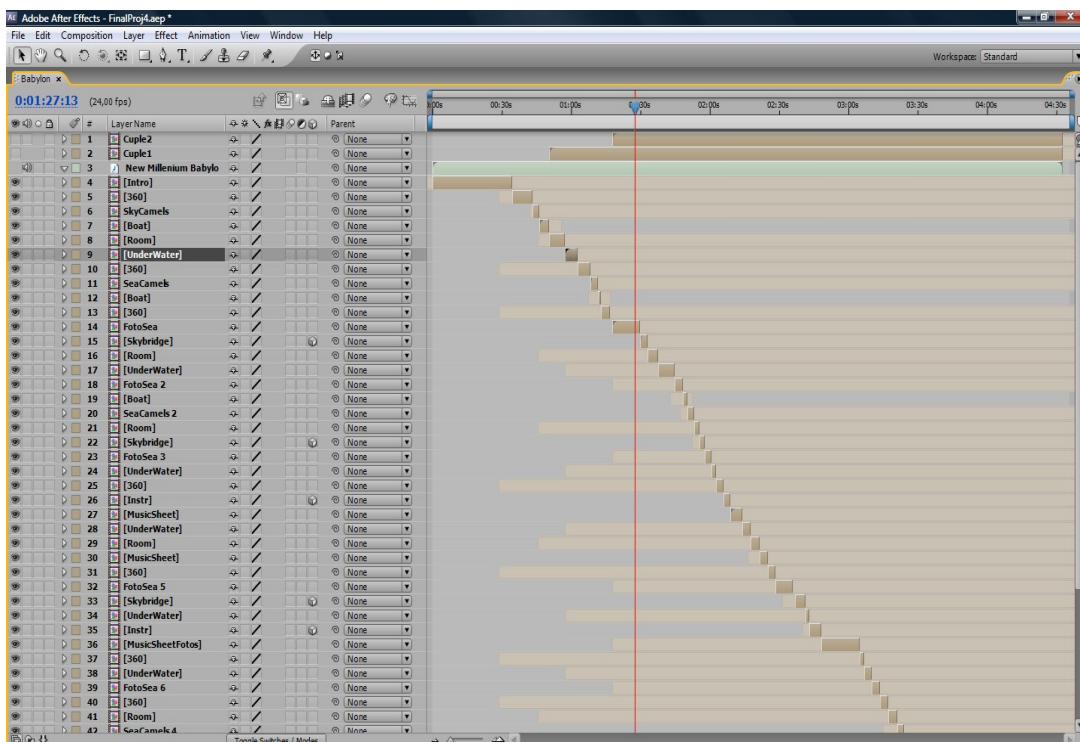 Ae Adobe After Effects - FinalProj4.aep *
File Edit Composition Layer Effect Animation View Window Help
Workspace: Standard
Babylon
0:01:27:13 (24,00 fps)
00s 00:30s 01:00s 30s 02:00s 02:30s 03:00s 03:30s 04:00s 04:30s
# Layer Name Parent
1 Cuple2 None
2 Cuple1 None
3 New Millenium Babylo None
4 [Intro] None
5 [360] None
6 SkyCamels None
7 [Boat] None
8 [Room] None
9 [UnderWater] None
10 [360] None
11 SeaCamels None
12 [Boat] None
13 [360] None
14 FotoSea None
15 [Skybridge] None
16 [Room] None
17 [UnderWater] None
18 FotoSea 2 None
19 [Boat] None
20 SeaCamels 2 None
21 [Room] None
22 [Skybridge] None
23 FotoSea 3 None
24 [UnderWater] None
25 [360] None
26 [Instr] None
27 [MusicSheet] None
28 [UnderWater] None
29 [Room] None
30 [MusicSheet] None
31 [360] None
32 FotoSea 5 None
33 [Skybridge] None
34 [UnderWater] None
35 [Instr] None
36 [MusicSheetFotos] None
37 [360] None
38 [UnderWater] None
39 FotoSea 6 None
40 [360] None
41 [Room] None
42 SeaCamels 4 None
Toggle Switches / Modes